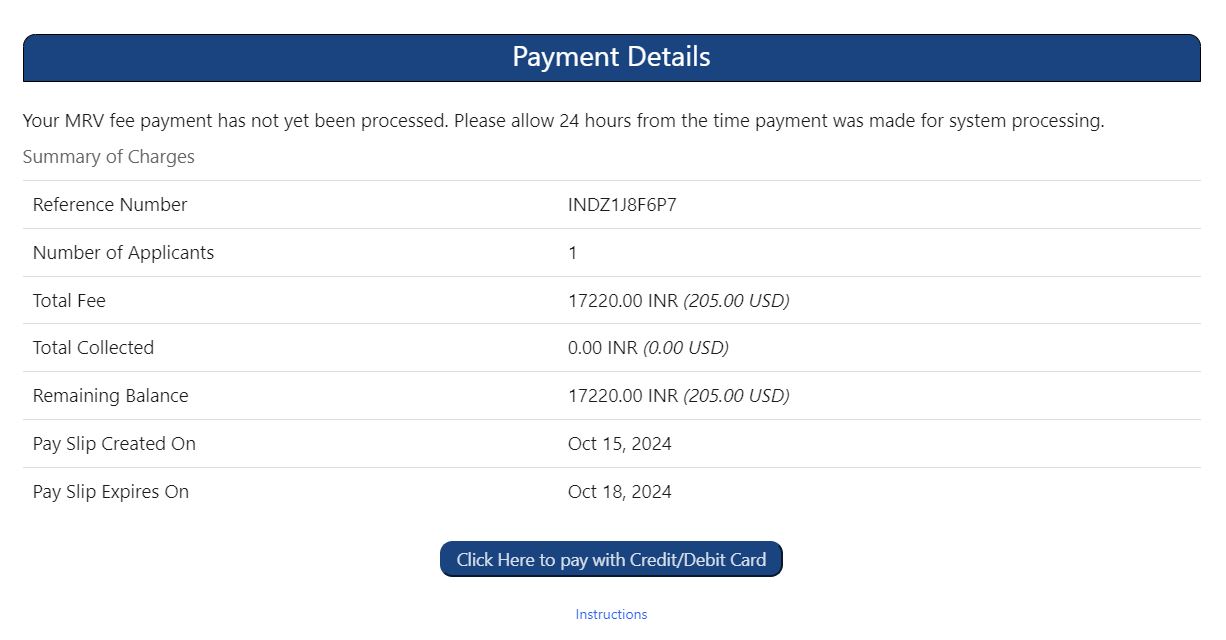 Payment Details
Your MRV fee payment has not yet been processed. Please allow 24 hours from the time payment was made for system processing.
Summary of Charges
Reference Number INDZ1J8F6P7
Number of Applicants 1
Total Fee 17220.00 INR (205.00 USD)
Total Collected 0.00 INR (0.00 USD)
Remaining Balance 17220.00 INR (205.00 USD)
Pay Slip Created On Oct 15, 2024
Pay Slip Expires On Oct 18, 2024
Click Here to pay with Credit/Debit Card
Instructions